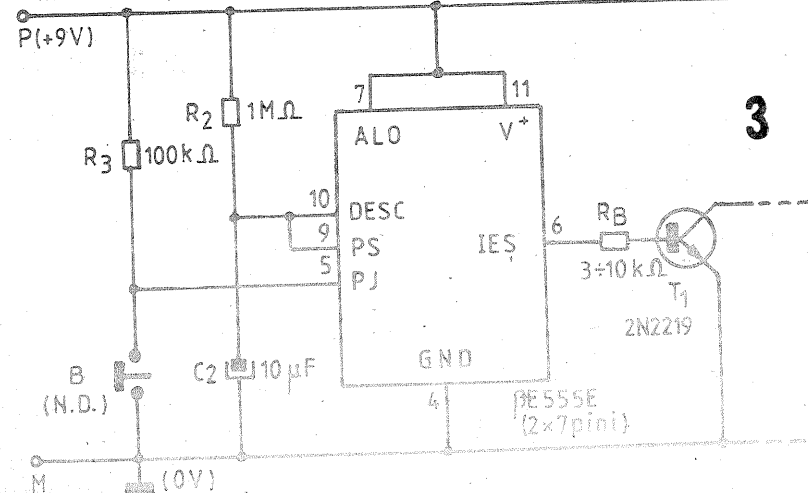 P(+9V)
R2
1MΩ
R3
100kΩ
7
11
ALO
V+
3
10
DESC
9
PS
5
PJ
IEȘ
6
RB
3÷10kΩ
T1
2N2219
GND
4
B
(N.D.)
C2
10μF
βE555E
(2×7pini)
M
(0V)